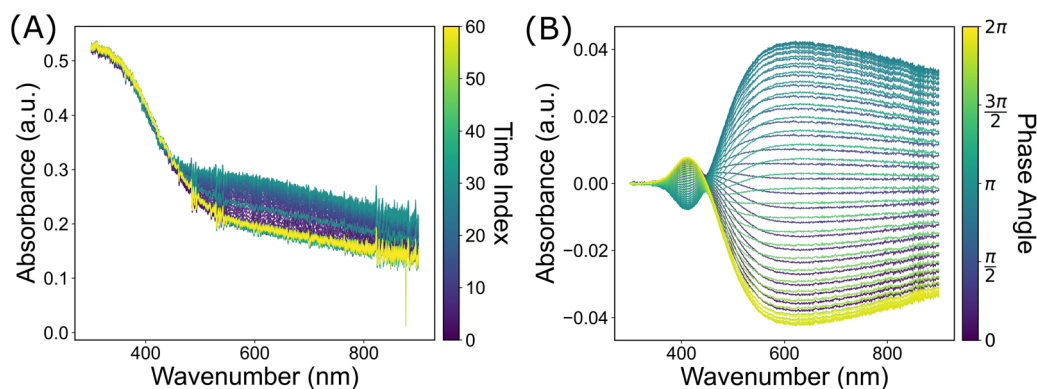 (A)
0.5
0.4
0.3
0.2
0.1
0.0
Absorbance (a.u.)
400
600
800
Wavenumber (nm)
60
50
40
30
20
10
0
Time Index
(B)
0.04
0.02
0.00
−0.02
−0.04
Absorbance (a.u.)
400
600
800
Wavenumber (nm)
2π
3π
2
π
π
2
0
Phase Angle